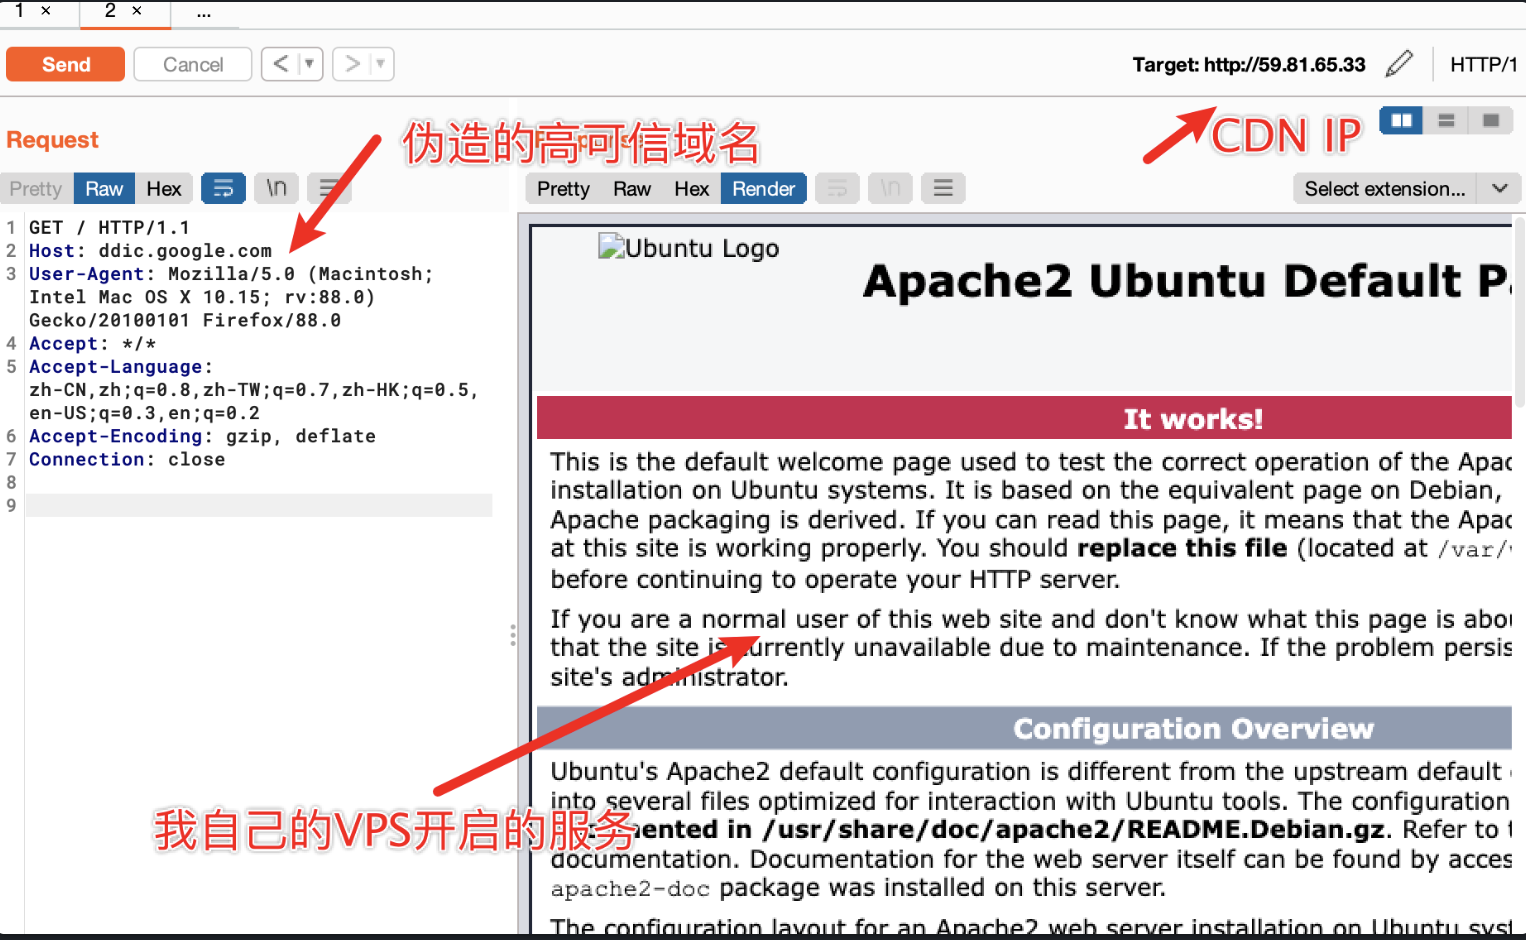 1 × 2 × ...
Send Cancel < > Target: http://59.81.65.33 HTTP/1
CDN IP
Request
伪造的高可信域名
Pretty Raw Hex \n
Pretty Raw Hex Render \n Select extension...
1 GET / HTTP/1.1
2 Host: ddic.google.com
3 User-Agent: Mozilla/5.0 (Macintosh;
Intel Mac OS X 10.15; rv:88.0)
Gecko/20100101 Firefox/88.0
4 Accept: */*
5 Accept-Language:
zh-CN,zh;q=0.8,zh-TW;q=0.7,zh-HK;q=0.5,
en-US;q=0.3,en;q=0.2
6 Accept-Encoding: gzip, deflate
7 Connection: close
8
9
Ubuntu Logo
Apache2 Ubuntu Default
It works!
This is the default welcome page used to test the correct operation of the
installation on Ubuntu systems. It is based on the equivalent page on Debian,
Apache packaging is derived. If you can read this page, it means that the
at this site is working properly. You should replace this file (located at /var/
before continuing to operate your HTTP server.
If you are a normal user of this web site and don't know what this page is
that the site is currently unavailable due to maintenance. If the problem
site's administrator.
Configuration Overview
Ubuntu's Apache2 default configuration is different from the upstream default
into several files optimized for interaction with Ubuntu tools. The configuration
in /usr/share/doc/apache2/README.Debian.gz. Refer to
documentation. Documentation for the web server itself can be found by
apache2-doc package was installed on this server.
The configuration layout for an Apache2 web server installation on Ubuntu
我自己的VPS开启的服务